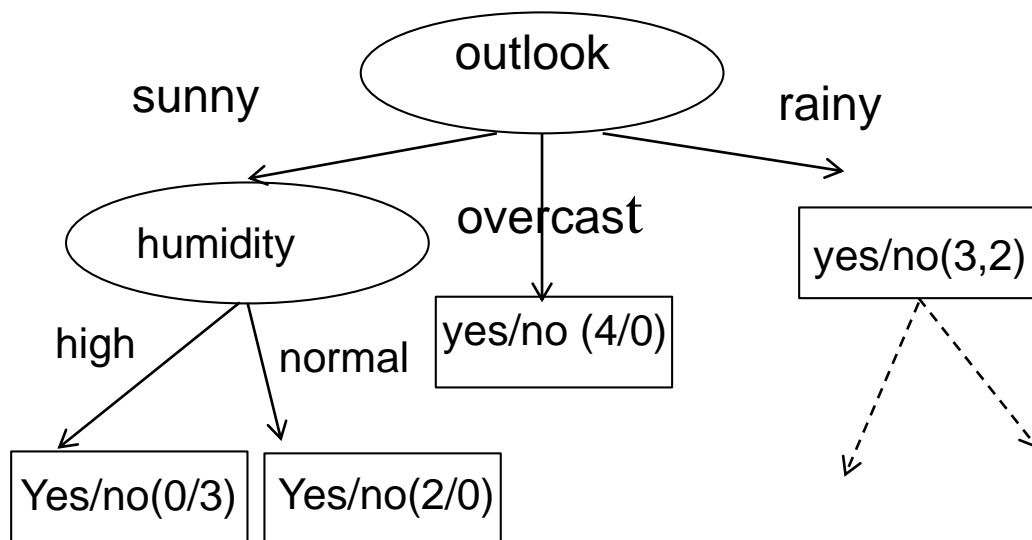 outlook
sunny
rainy
overcast
humidity
yes/no(3,2)
yes/no (4/0)
high
normal
Yes/no(0/3)
Yes/no(2/0)